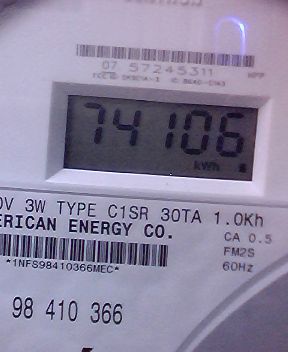 07 57245311
74106
kWh
0V 3W TYPE C1SR 30TA 1.0Kh
ERICAN ENERGY CO.
CA 0.5
FM2S
60Hz
*1NFS98410366MEC*
98 410 366